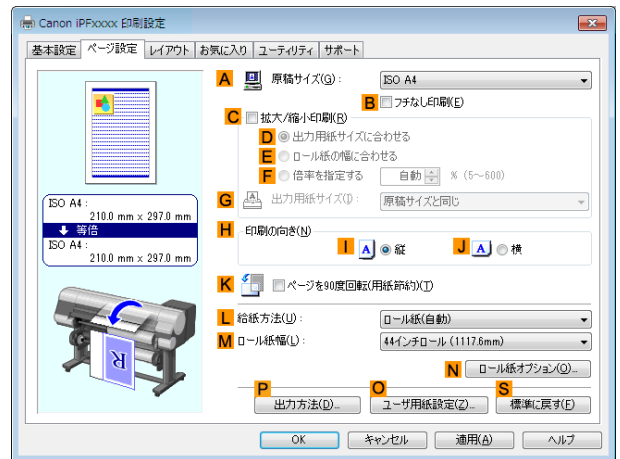 Canon iPFxxxx 印刷設定
基本設定 ページ設定 レイアウト お気に入り ユーティリティ サポート
A 原稿サイズ(G): ISO A4
B フチなし印刷(E)
C 拡大/縮小印刷(R)
D 出力用紙サイズに合わせる
E ロール紙の幅に合わせる
F 倍率を指定する 自動 % (5~600)
G A 出力用紙サイズ(I): 原稿サイズと同じ
ISO A4 :
210.0 mm x 297.0 mm
等倍
ISO A4 :
210.0 mm x 297.0 mm
H 印刷の向き(N)
I A 縦 J A 横
K ページを90度回転(用紙節約)(T)
L 給紙方法(U): ロール紙(自動)
M ロール紙幅(L): 44インチロール (1117.6mm)
R
N ロール紙オプション(O)...
P O S
出力方法(D)... ユーザ用紙設定(Z)... 標準に戻す(F)
OK キャンセル 適用(A) ヘルプ